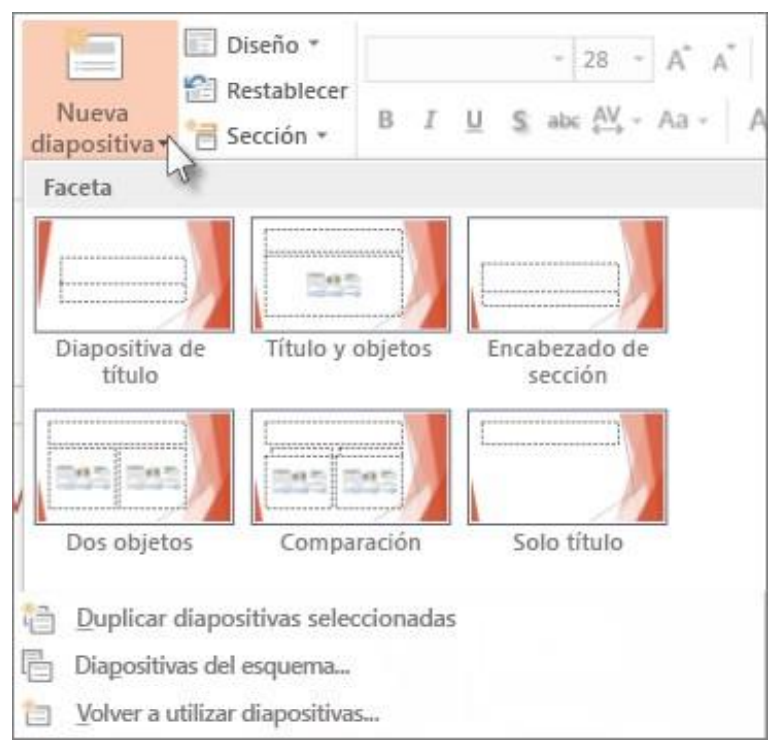 Nueva
diapositiva
Diseño
Restablecer
Sección
28
A A
B I U S abc AV Aa A
Faceta
Diapositiva de
título
Título y objetos
Encabezado de
sección
Dos objetos
Comparación
Solo título
Duplicar diapositivas seleccionadas
Diapositivas del esquema...
Volver a utilizar diapositivas...